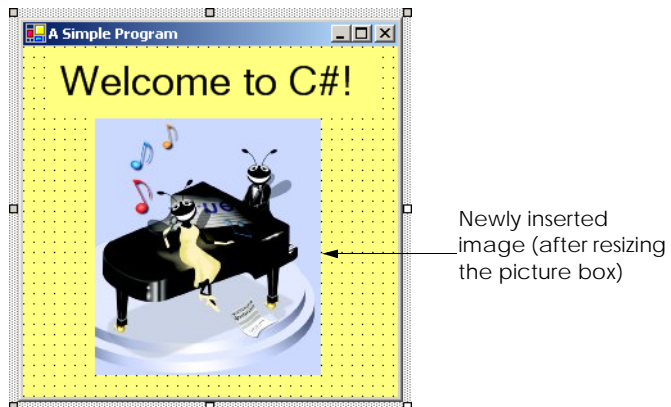 A Simple Program
Welcome to C#!
Newly inserted
image (after resizing
the picture box)